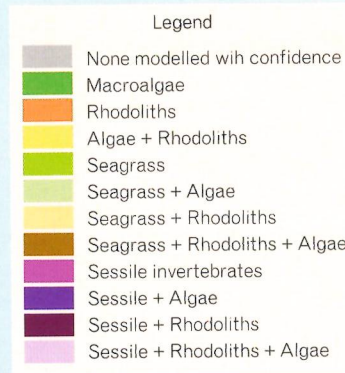 Legend
None modelled wih confidence
Macroalgae
Rhodoliths
Algae + Rhodoliths
Seagrass
Seagrass + Algae
Seagrass + Rhodoliths
Seagrass + Rhodoliths + Algae
Sessile invertebrates
Sessile + Algae
Sessile + Rhodoliths
Sessile + Rhodoliths + Algae